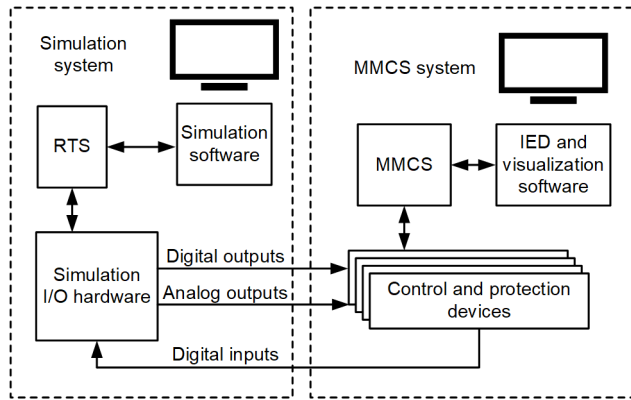 Simulation
system
MMCS system
RTS
Simulation
software
MMCS
IED and
visualization
software
Simulation
I/O hardware
Digital outputs
Analog outputs
Control and protection
devices
Digital inputs